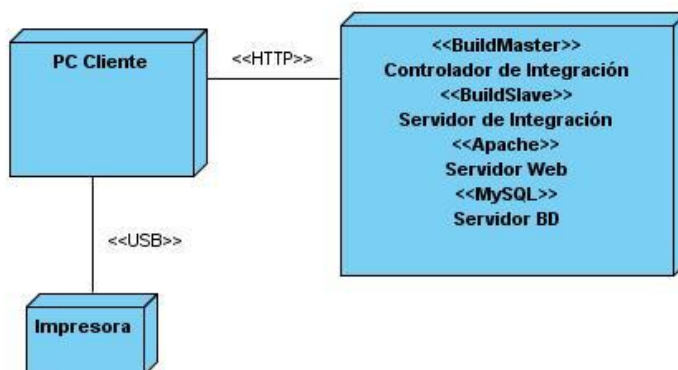 PC Cliente
<<HTTP>>
<<BuildMaster>>
Controlador de Integración
<<BuildSlave>>
Servidor de Integración
<<Apache>>
Servidor Web
<<MySQL>>
Servidor BD
<<USB>>
Impresora